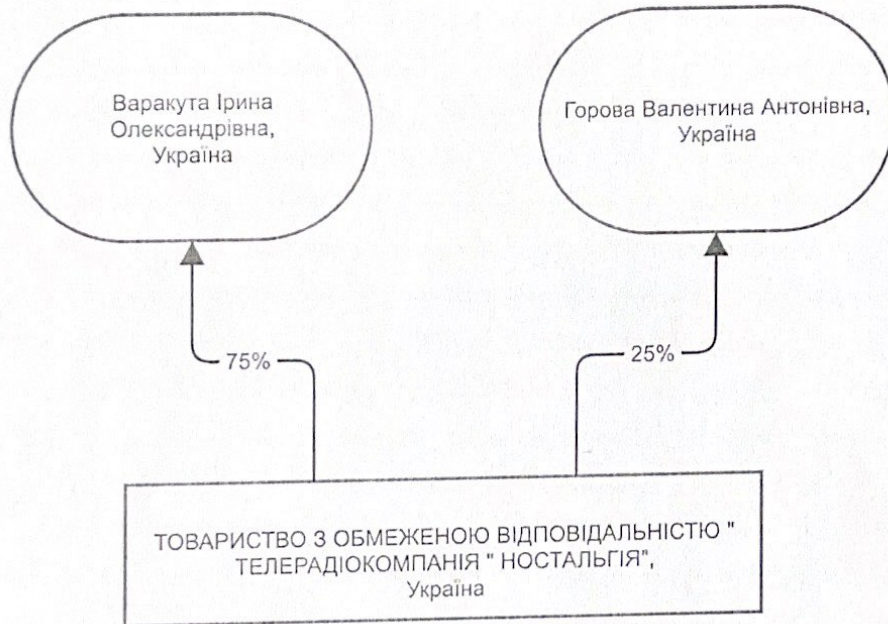 Варакута Ірина
Олександрівна,
Україна
Горова Валентина Антонівна,
Україна
75%
25%
ТОВАРИСТВО З ОБМЕЖЕНОЮ ВІДПОВІДАЛЬНІСТЮ "
ТЕЛЕРАДІОКОМПАНІЯ " НОСТАЛЬГІЯ",
Україна